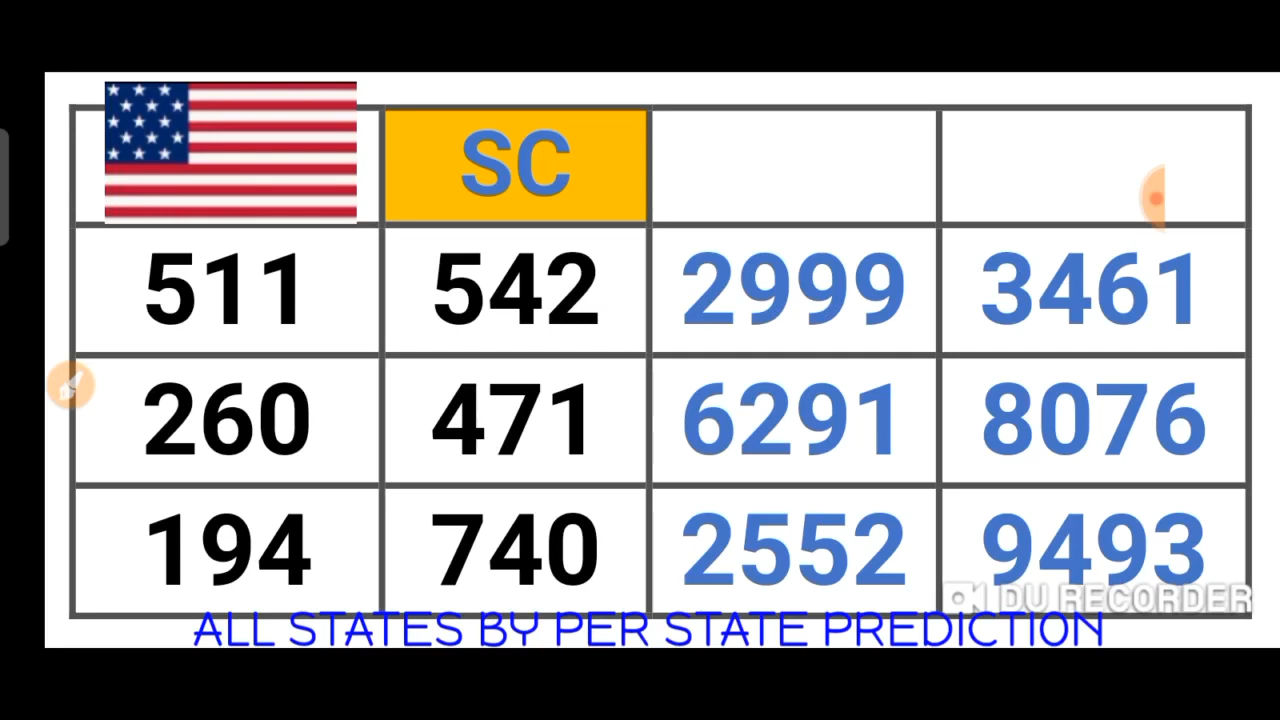 SC
511 542 2999 3461
260 471 6291 8076
194 740 2552 9493
DU RECORDER
ALL STATES BY PER STATE PREDICTION